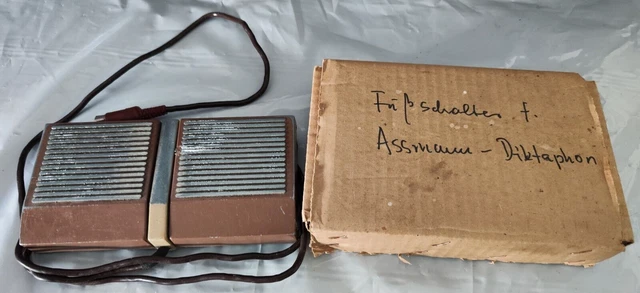 Fußschalter f.
Assmann - Diktaphon